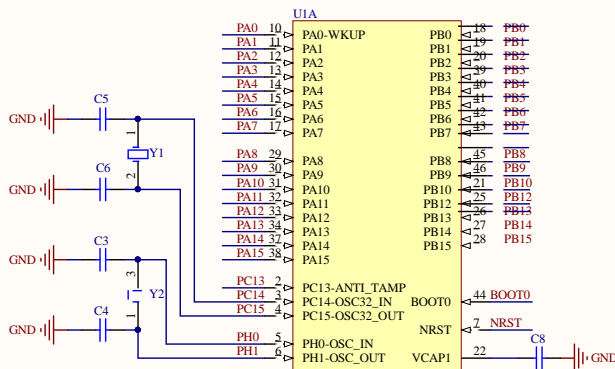 U1A
PA0 10 PA0-WKUP PB0 18 PB0
PA1 11 PA1 PB1 19 PB1
PA2 12 PA2 PB2 20 PB2
PA3 13 PA3 PB3 39 PB3
PA4 14 PA4 PB4 40 PB4
PA5 15 PA5 PB5 41 PB5
PA6 16 PA6 PB6 42 PB6
PA7 17 PA7 PB7 43 PB7
C5
GND
1
Y1
2
C6
GND
PA8 29 PA8 PB8 45 PB8
PA9 30 PA9 PB9 46 PB9
PA10 31 PA10 PB10 21 PB10
PA11 32 PA11 PB12 25 PB12
PA12 33 PA12 PB13 26 PB13
PA13 34 PA13 PB14 27 PB14
PA14 37 PA14 PB15 28 PB15
PA15 38 PA15
C3
GND
3
Y2
1
C4
GND
PC13 2 PC13-ANTI_TAMP
PC14 3 PC14-OSC32_IN BOOT0 44 BOOT0
PC15 4 PC15-OSC32_OUT
NRST 7 NRST
PH0 5 PH0-OSC_IN
PH1 6 PH1-OSC_OUT VCAP1 22
C8
GND